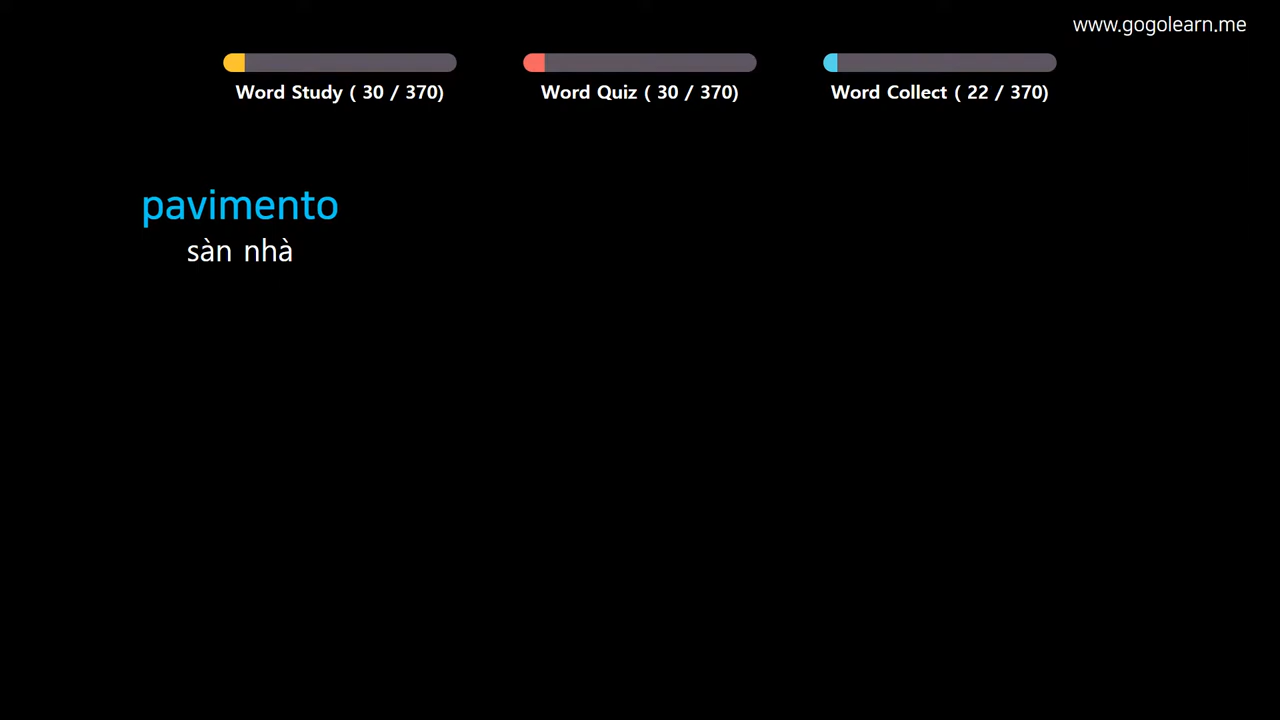 www.gogolearn.me
Word Study ( 30 / 370)
Word Quiz ( 30 / 370)
Word Collect ( 22 / 370)
pavimento
sàn nhà